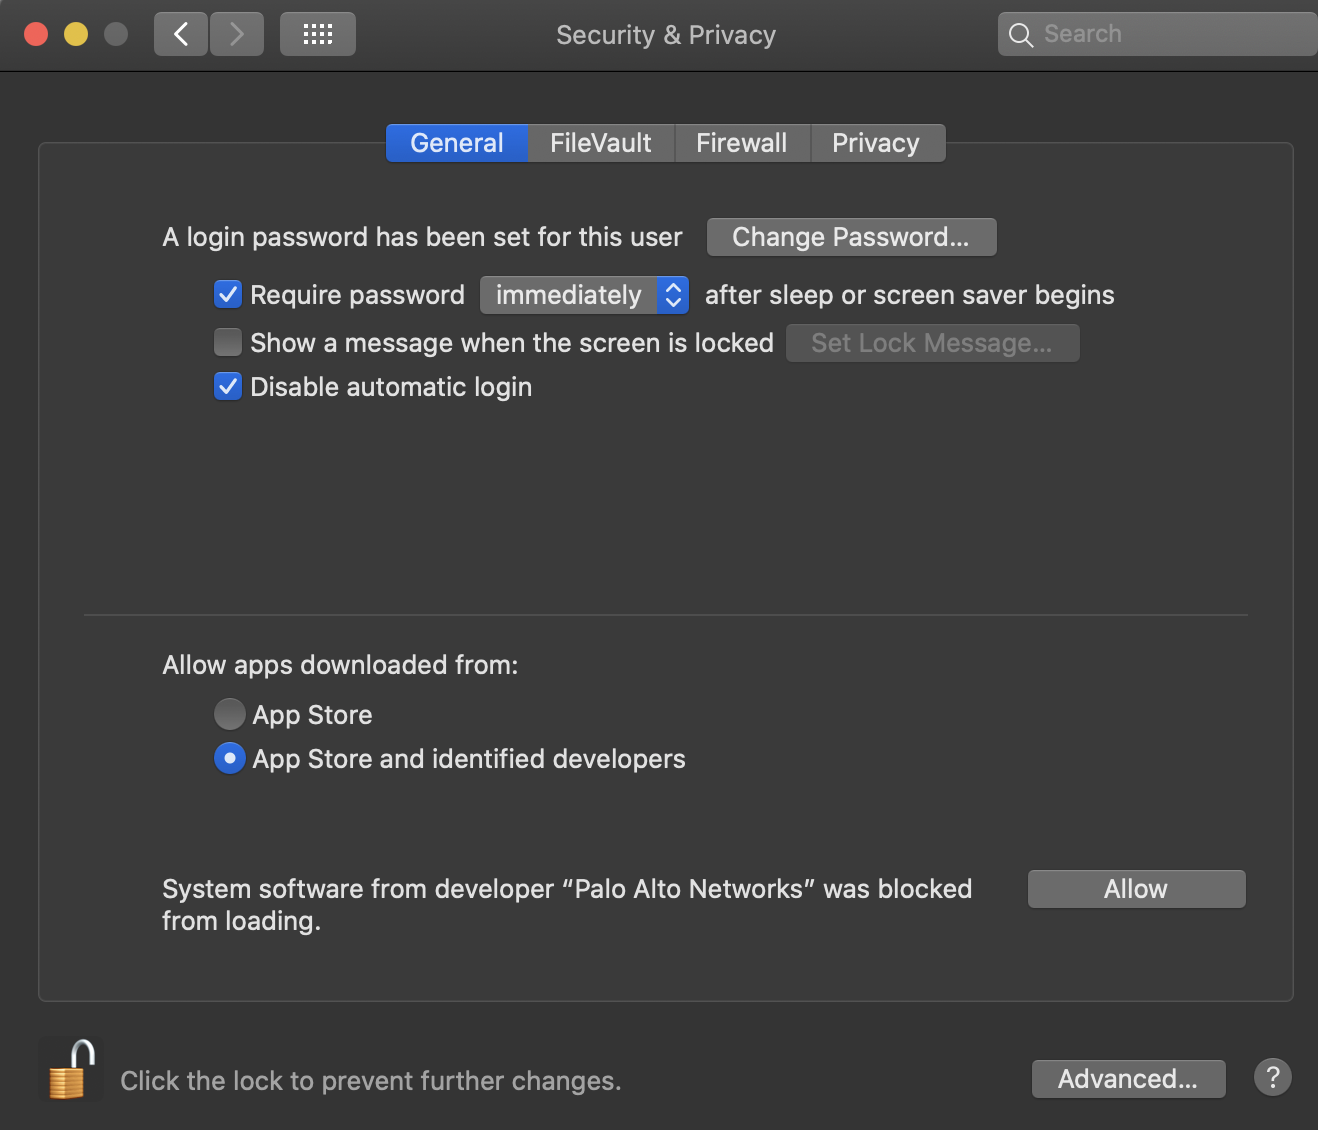 Security & Privacy
Search
General
FileVault
Firewall
Privacy
A login password has been set for this user
Change Password...
Require password
immediately
after sleep or screen saver begins
Show a message when the screen is locked
Set Lock Message...
Disable automatic login
Allow apps downloaded from:
App Store
App Store and identified developers
System software from developer “Palo Alto Networks” was blocked
from loading.
Allow
Click the lock to prevent further changes.
Advanced...
?